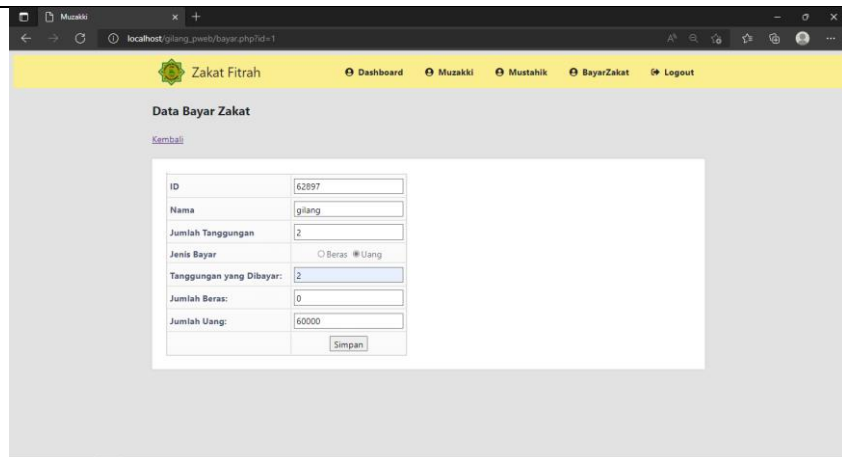 Muzakki
localhost/gilang_pweb/bayar.php?id=1
Zakat Fitrah Dashboard Muzakki Mustahik BayarZakat Logout
Data Bayar Zakat
Kembali
ID 62897
Nama gilang
Jumlah Tanggungan 2
Jenis Bayar Beras Uang
Tanggungan yang Dibayar: 2
Jumlah Beras: 0
Jumlah Uang: 60000
Simpan